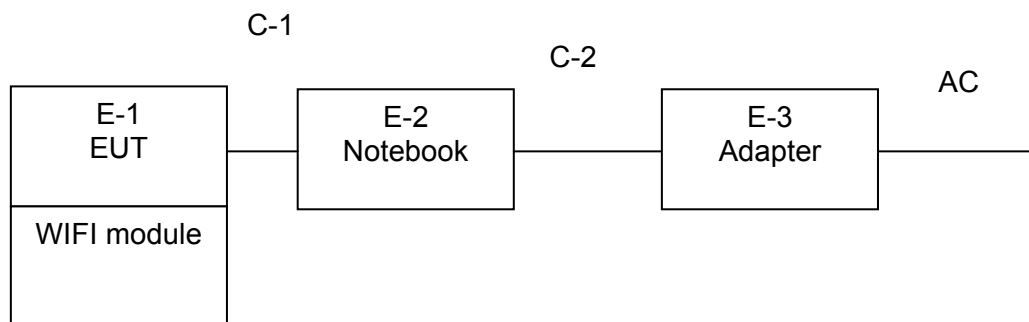 C-1
C-2
AC
E-1
EUT
E-2
Notebook
E-3
Adapter
WIFI module